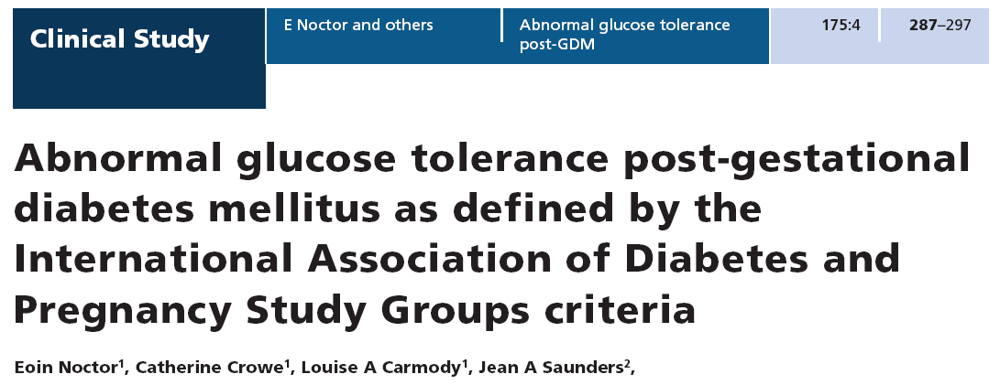 Clinical Study
E Noctor and others
Abnormal glucose tolerance
post-GDM
175:4
287–297
Abnormal glucose tolerance post-gestational
diabetes mellitus as defined by the
International Association of Diabetes and
Pregnancy Study Groups criteria
Eoin Noctor¹, Catherine Crowe¹, Louise A Carmody¹, Jean A Saunders²,